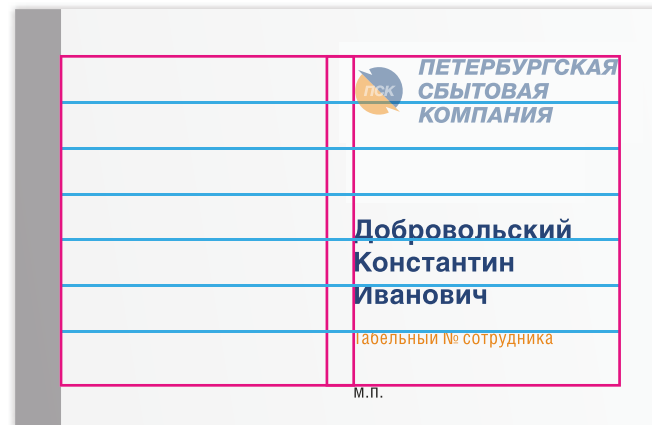 ПЕТЕРБУРГСКАЯ
СБЫТОВАЯ
КОМПАНИЯ
ПСК
Добровольский
Константин
Иванович
Табельный № сотрудника
м.п.